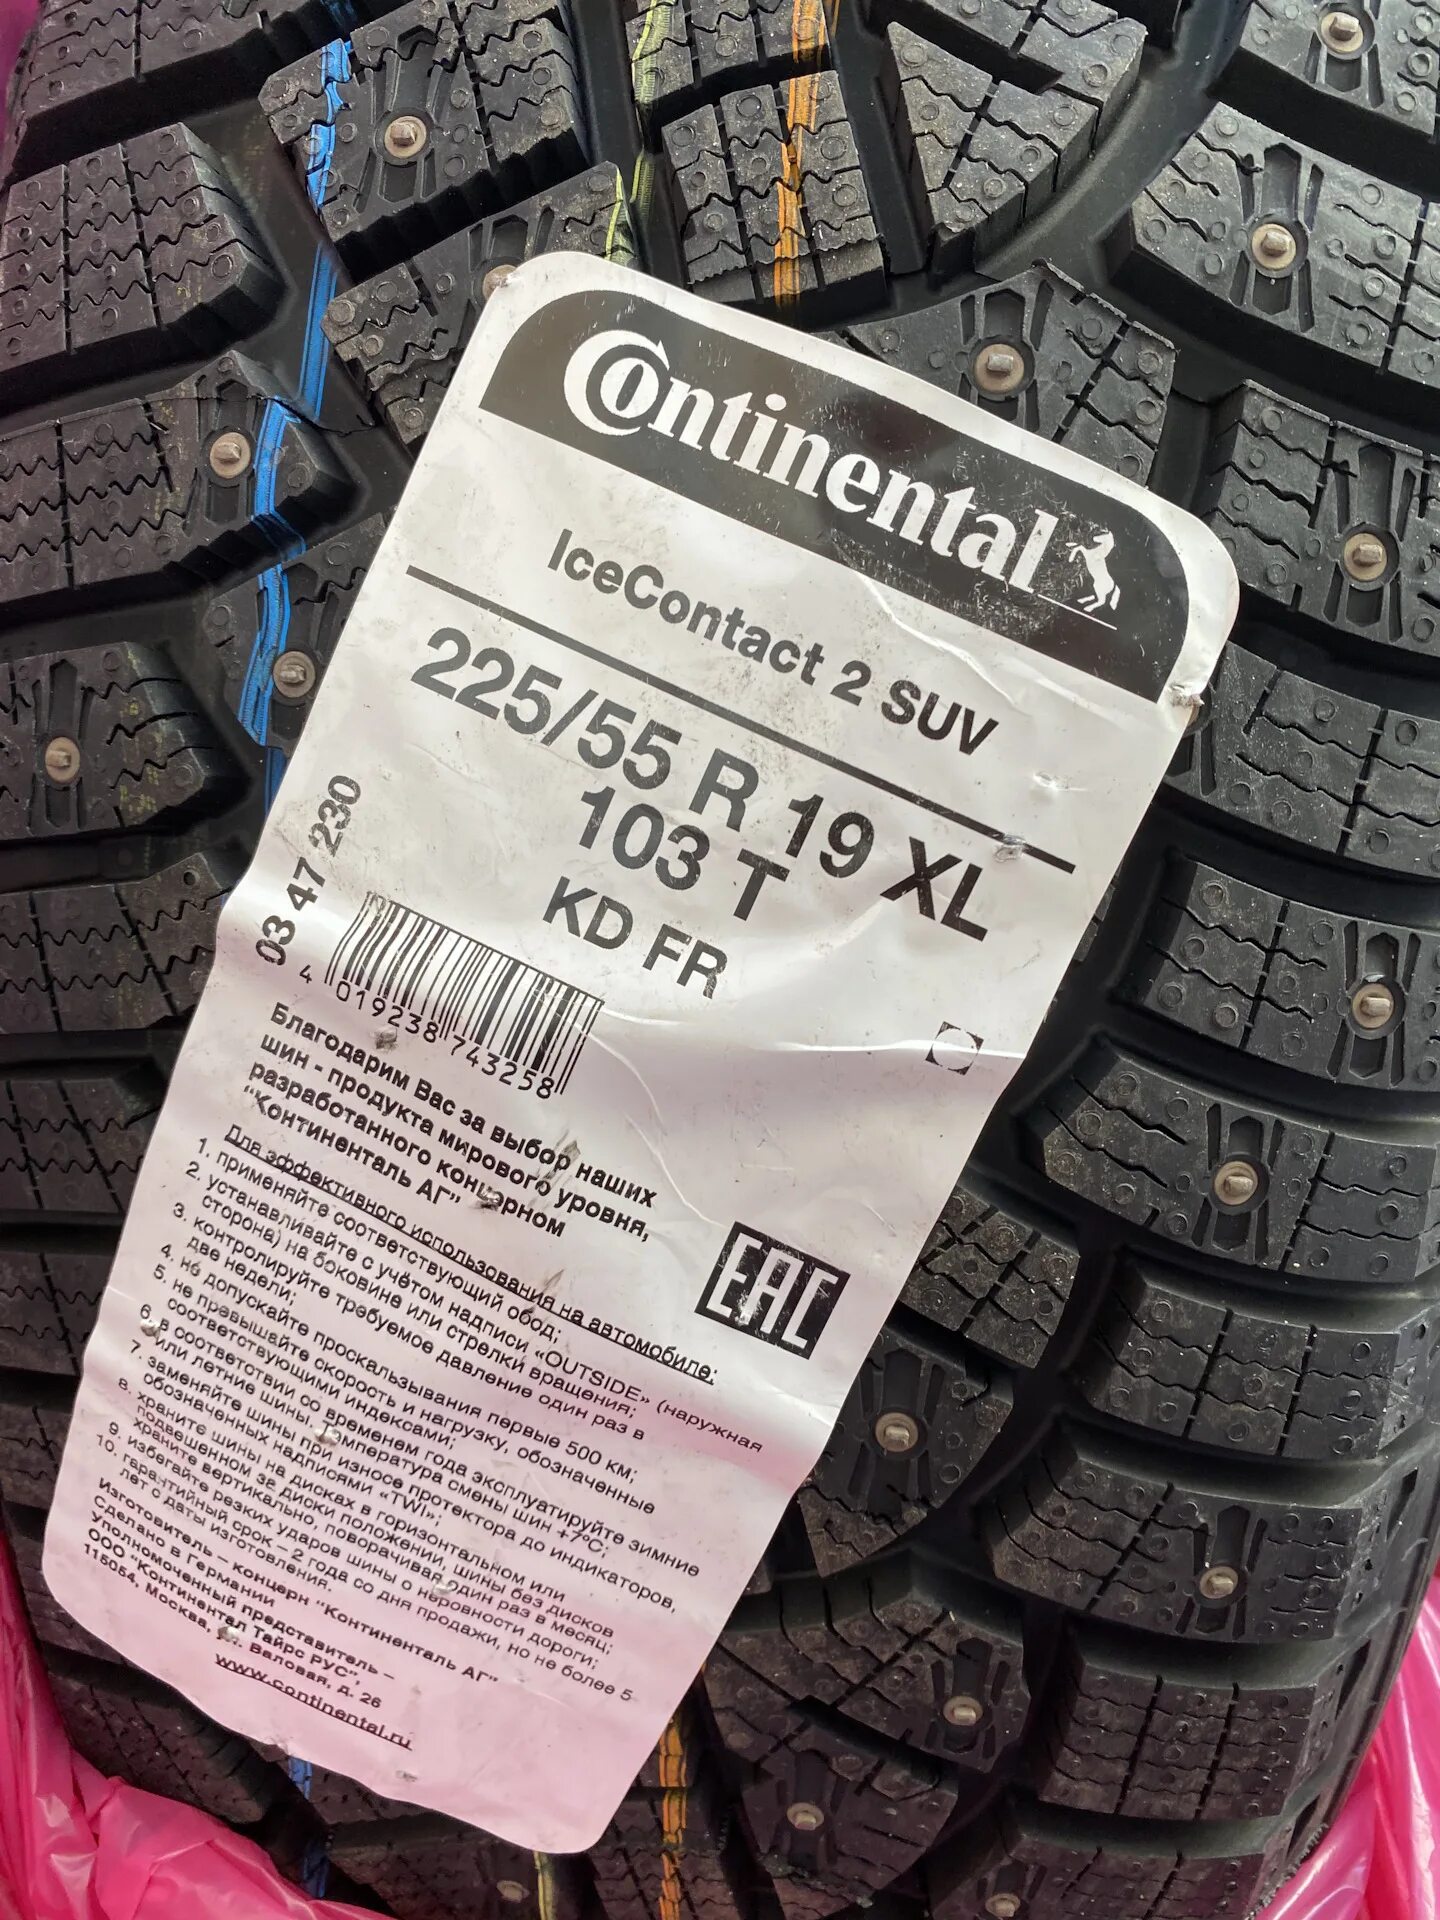 Continental
IceContact 2 SUV
225/55 R 19 XL
103 T
KD FR
03 47 230
4 019238 743258
Благодарим Вас за выбор наших
шин - продукта мирового уровня,
разработанного концерном
"Континенталь АГ"
EAC
Для эффективного использования на автомобиле:
1. применяйте соответствующий обод;
2. устанавливайте с учётом надписи «OUTSIDE» (наружная
сторона) на боковине или стрелки вращения;
3. контролируйте требуемое давление один раз в
две недели;
4. не допускайте проскальзывания первые 500 км;
5. не превышайте скорость и нагрузку, обозначенные
соответствующими индексами;
6. в соответствии со временем года эксплуатируйте зимние
или летние шины. Температура смены шин +7°C;
7. заменяйте шины при износе протектора до индикаторов,
обозначенных надписями «TWI»;
8. храните шины на дисках в горизонтальном или
подвешенном за диски положении, шины без дисков
храните вертикально, поворачивая один раз в месяц;
9. избегайте резких ударов шины о неровности дороги;
10. гарантийный срок – 2 года со дня продажи, но не более 5
лет с даты изготовления.
Изготовитель – концерн "Континенталь АГ"
Сделано в Германии
Уполномоченный представитель –
ООО "Континентал Тайрс РУС",
115054, Москва, ул. Валовая, д. 26
www.continental.ru